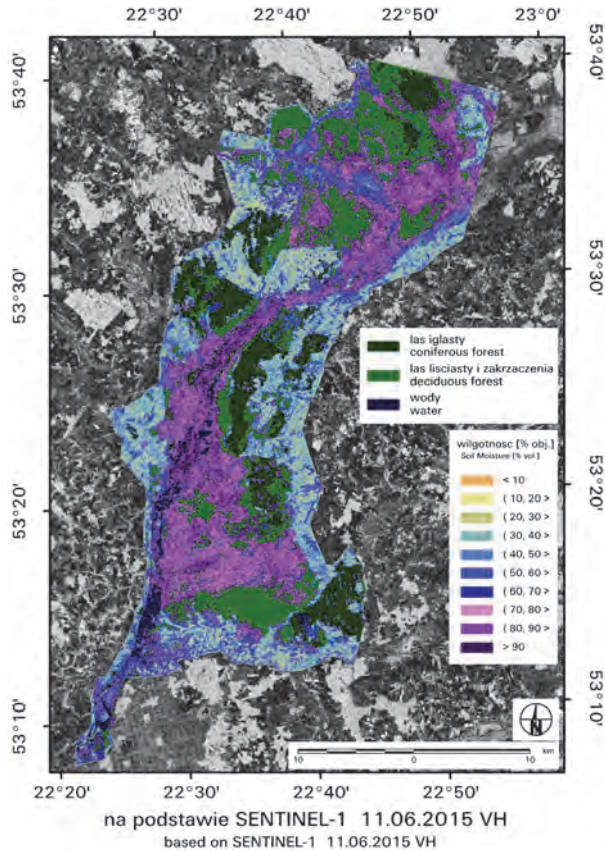 22°30' 22°40' 22°50' 23°0'
53°40' 53°40'
53°30' 53°30'
las iglasty
coniferous forest
las lisciasty i zakrzaczenia
deciduous forest
wody
water
wilgotnosc [% obj.]
Soil Moisture [% vol.]
< 10
( 10, 20 >
( 20, 30 >
( 30, 40 >
( 40, 50 >
( 50, 60 >
( 60, 70 >
( 70, 80 >
( 80, 90 >
> 90
53°20' 53°20'
53°10' 53°10'
N
km
10 0 10
22°20' 22°30' 22°40' 22°50'
na podstawie SENTINEL-1 11.06.2015 VH
based on SENTINEL-1 11.06.2015 VH